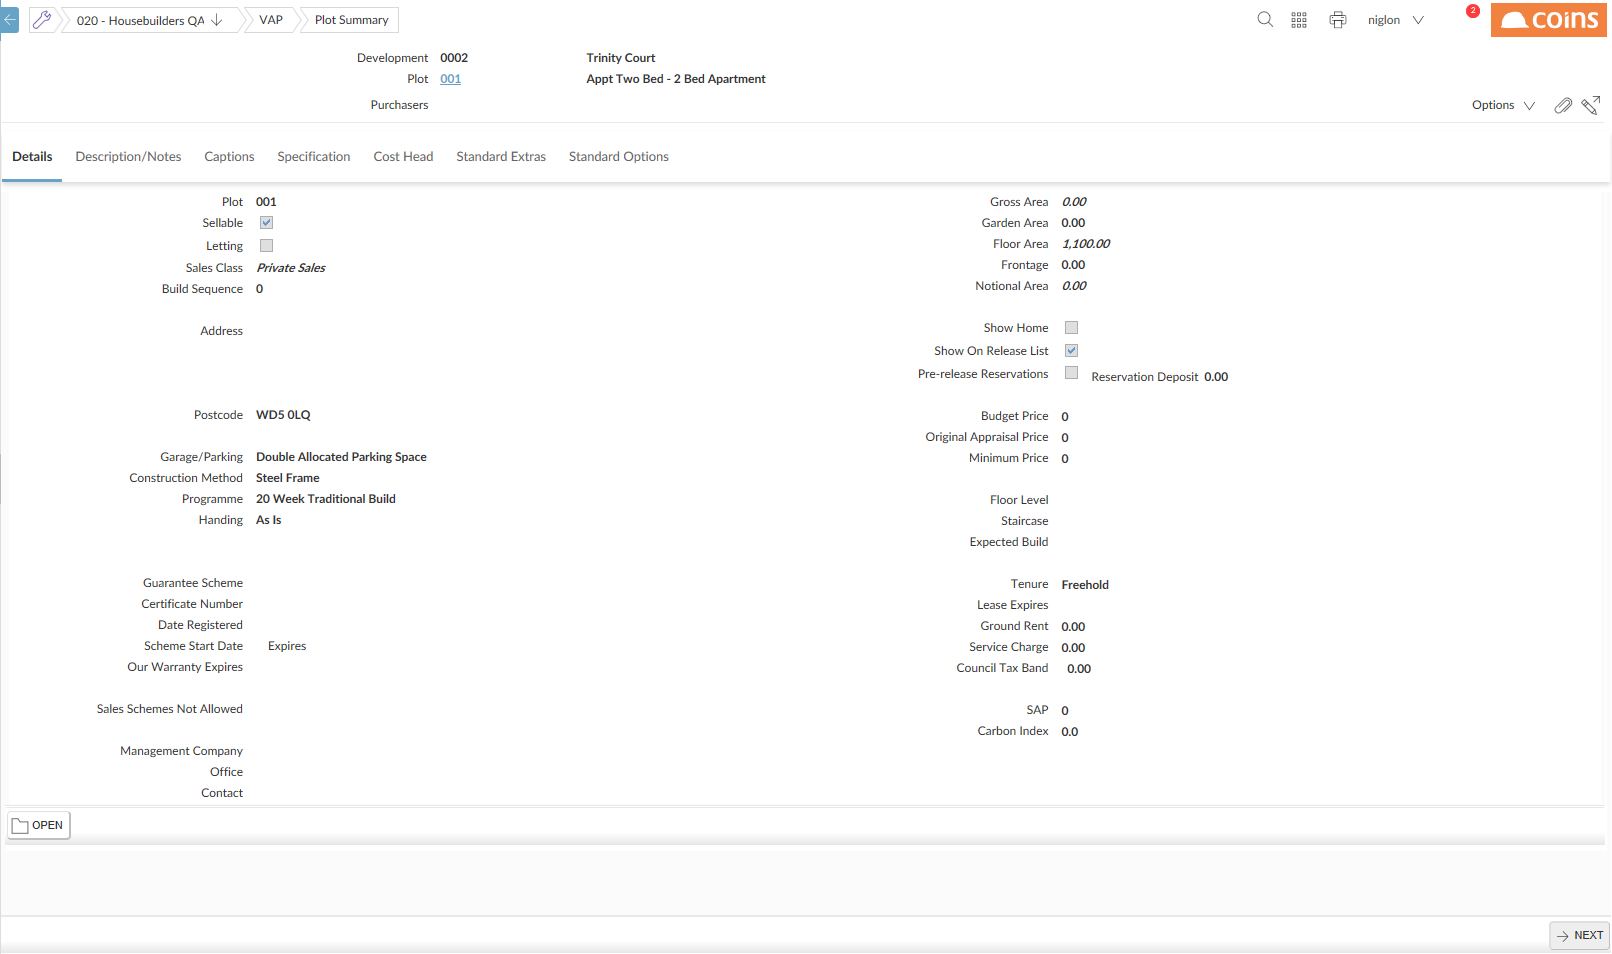 020 - Housebuilders QA VAP Plot Summary niglon 2 coins
Development 0002 Trinity Court
Plot 001 Appt Two Bed - 2 Bed Apartment
Purchasers Options
Details Description/Notes Captions Specification Cost Head Standard Extras Standard Options
Plot 001
Sellable
Letting
Sales Class Private Sales
Build Sequence 0
Address
Postcode WD5 0LQ
Garage/Parking Double Allocated Parking Space
Construction Method Steel Frame
Programme 20 Week Traditional Build
Handing As Is
Guarantee Scheme
Certificate Number
Date Registered
Scheme Start Date Expires
Our Warranty Expires
Sales Schemes Not Allowed
Management Company
Office
Contact
Gross Area 0.00
Garden Area 0.00
Floor Area 1,100.00
Frontage 0.00
Notional Area 0.00
Show Home
Show On Release List
Pre-release Reservations Reservation Deposit 0.00
Budget Price 0
Original Appraisal Price 0
Minimum Price 0
Floor Level
Staircase
Expected Build
Tenure Freehold
Lease Expires
Ground Rent 0.00
Service Charge 0.00
Council Tax Band 0.00
SAP 0
Carbon Index 0.0
OPEN
NEXT